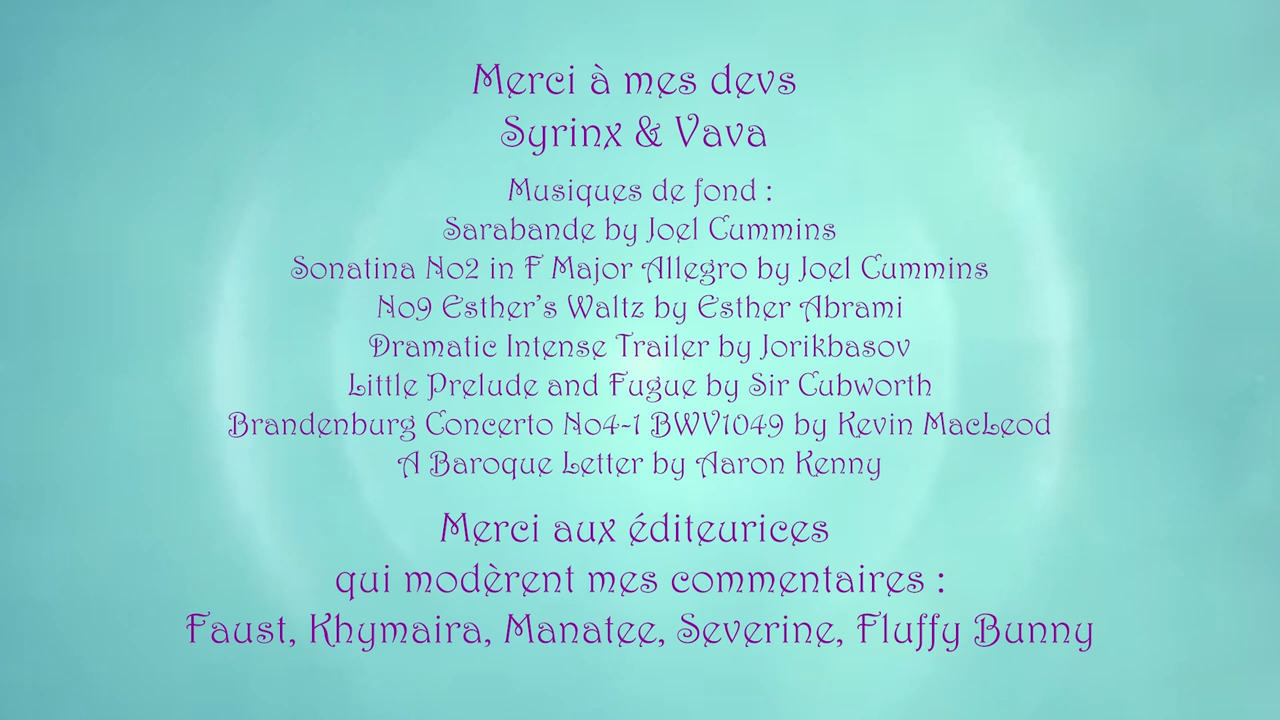 Merci à mes devs
Syrinx & Vava
Musiques de fond :
Sarabande by Joel Cummins
Sonatina No2 in F Major Allegro by Joel Cummins
No9 Esther's Waltz by Esther Abrami
Dramatic Intense Trailer by Jorikbasov
Little Prelude and Fugue by Sir Cubworth
Brandenburg Concerto No4-1 BWV1049 by Kevin MacLeod
A Baroque Letter by Aaron Kenny
Merci aux éditeurices
qui modèrent mes commentaires :
Faust, Khymaira, Manatee, Severine, Fluffy Bunny